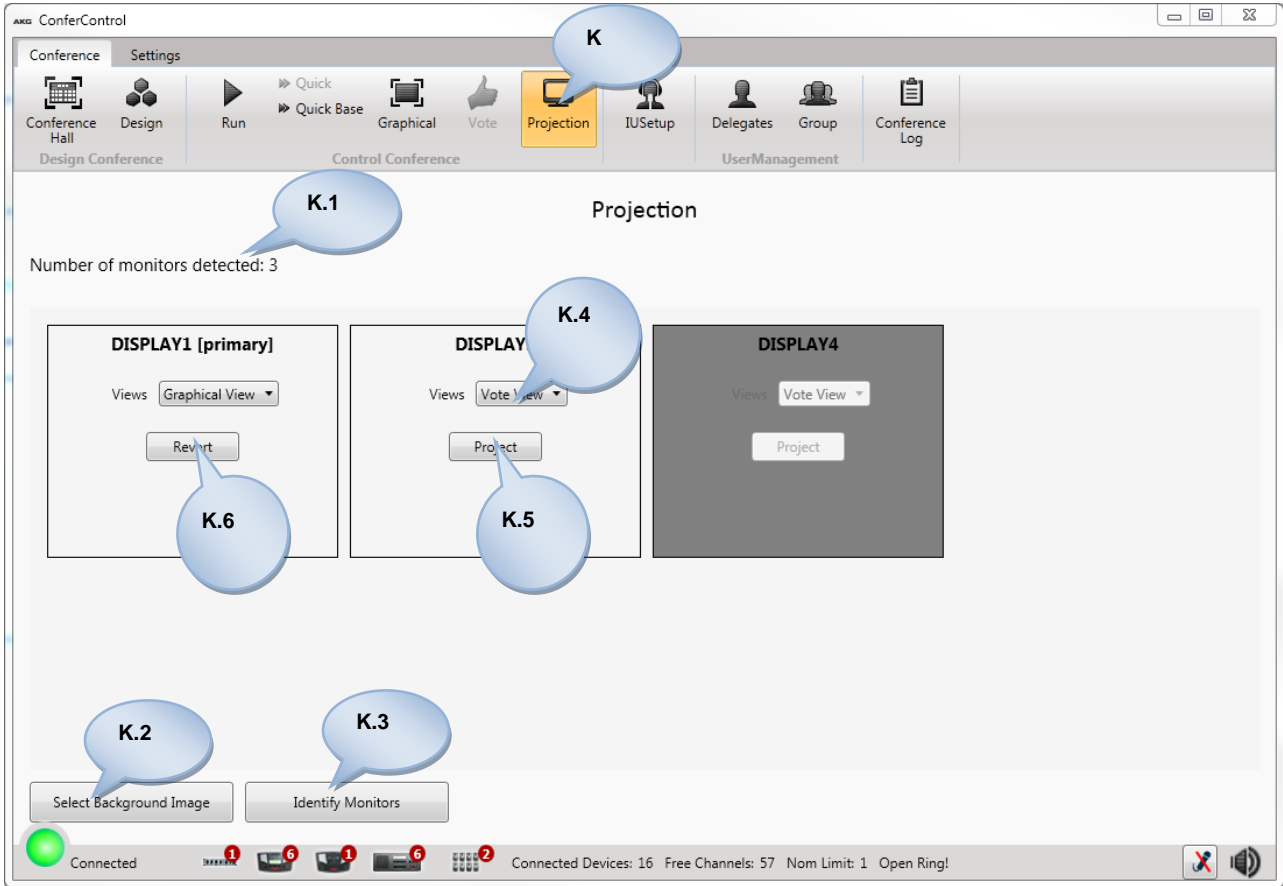 AKG ConferControl
Conference Settings
K
Quick
Quick Base
Conference Hall
Design
Run
Graphical
Vote
Projection
IUSetup
Delegates
Group
Conference Log
Design Conference
Control Conference
UserManagement
K.1
Projection
Number of monitors detected: 3
K.4
DISPLAY1 [primary]
DISPLAY
DISPLAY4
Views Graphical View
Views Vote View
Views Vote View
Revert
Project
Project
K.6
K.5
K.2
K.3
Select Background Image
Identify Monitors
Connected
1
6
1
6
2
Connected Devices: 16 Free Channels: 57 Nom Limit: 1 Open Ring!